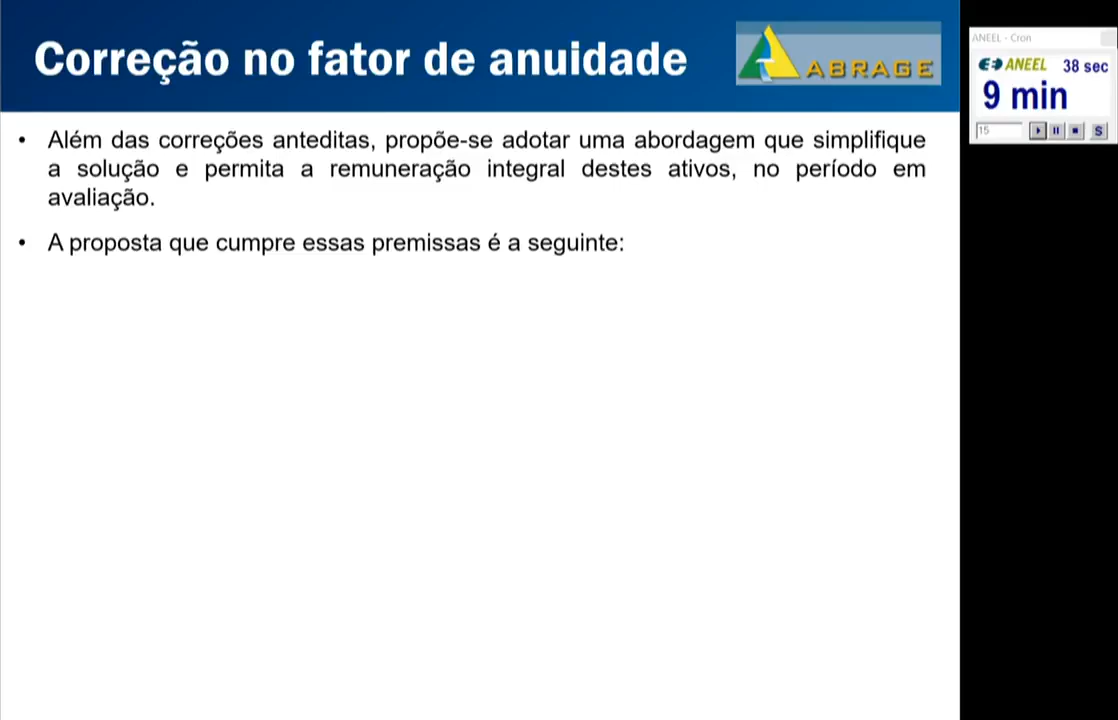 Correção no fator de anuidade
ABRAGE
• Além das correções anteditas, propõe-se adotar uma abordagem que simplifique
a solução e permita a remuneração integral destes ativos, no período em
avaliação.
• A proposta que cumpre essas premissas é a seguinte:
ANEEL - Cron
ANEEL 38 sec
9 min
15
S